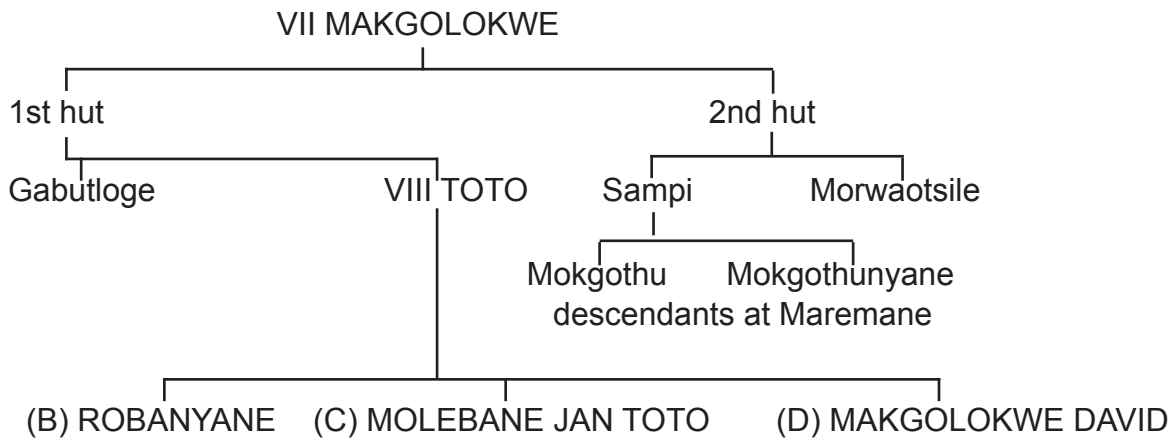 VII MAKGOLOKWE
1st hut 2nd hut
Gabutloge VIII TOTO Sampi Morwaotsile
Mokgothu Mokgothunyane
descendants at Maremane
(B) ROBANYANE (C) MOLEBANE JAN TOTO (D) MAKGOLOKWE DAVID